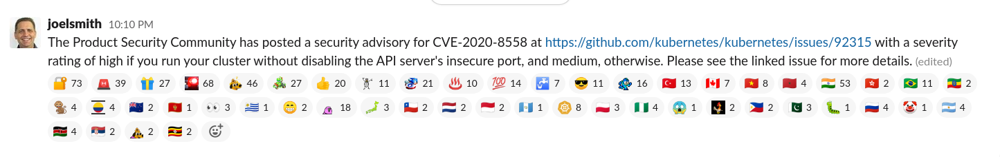 joelsmith 10:10 PM
The Product Security Community has posted a security advisory for CVE-2020-8558 at https://github.com/kubernetes/kubernetes/issues/92315 with a severity
rating of high if you run your cluster without disabling the API server's insecure port, and medium, otherwise. Please see the linked issue for more details. (edited)
73 39 27 68 46 27 20 11 21 10 100 14 7 11 16 13 7 8 4 53 2 11 2
4 4 2 1 3 1 2 18 3 2 2 2 1 8 3 4 1 2 2 3 1 4 1 4
4 2 2 2